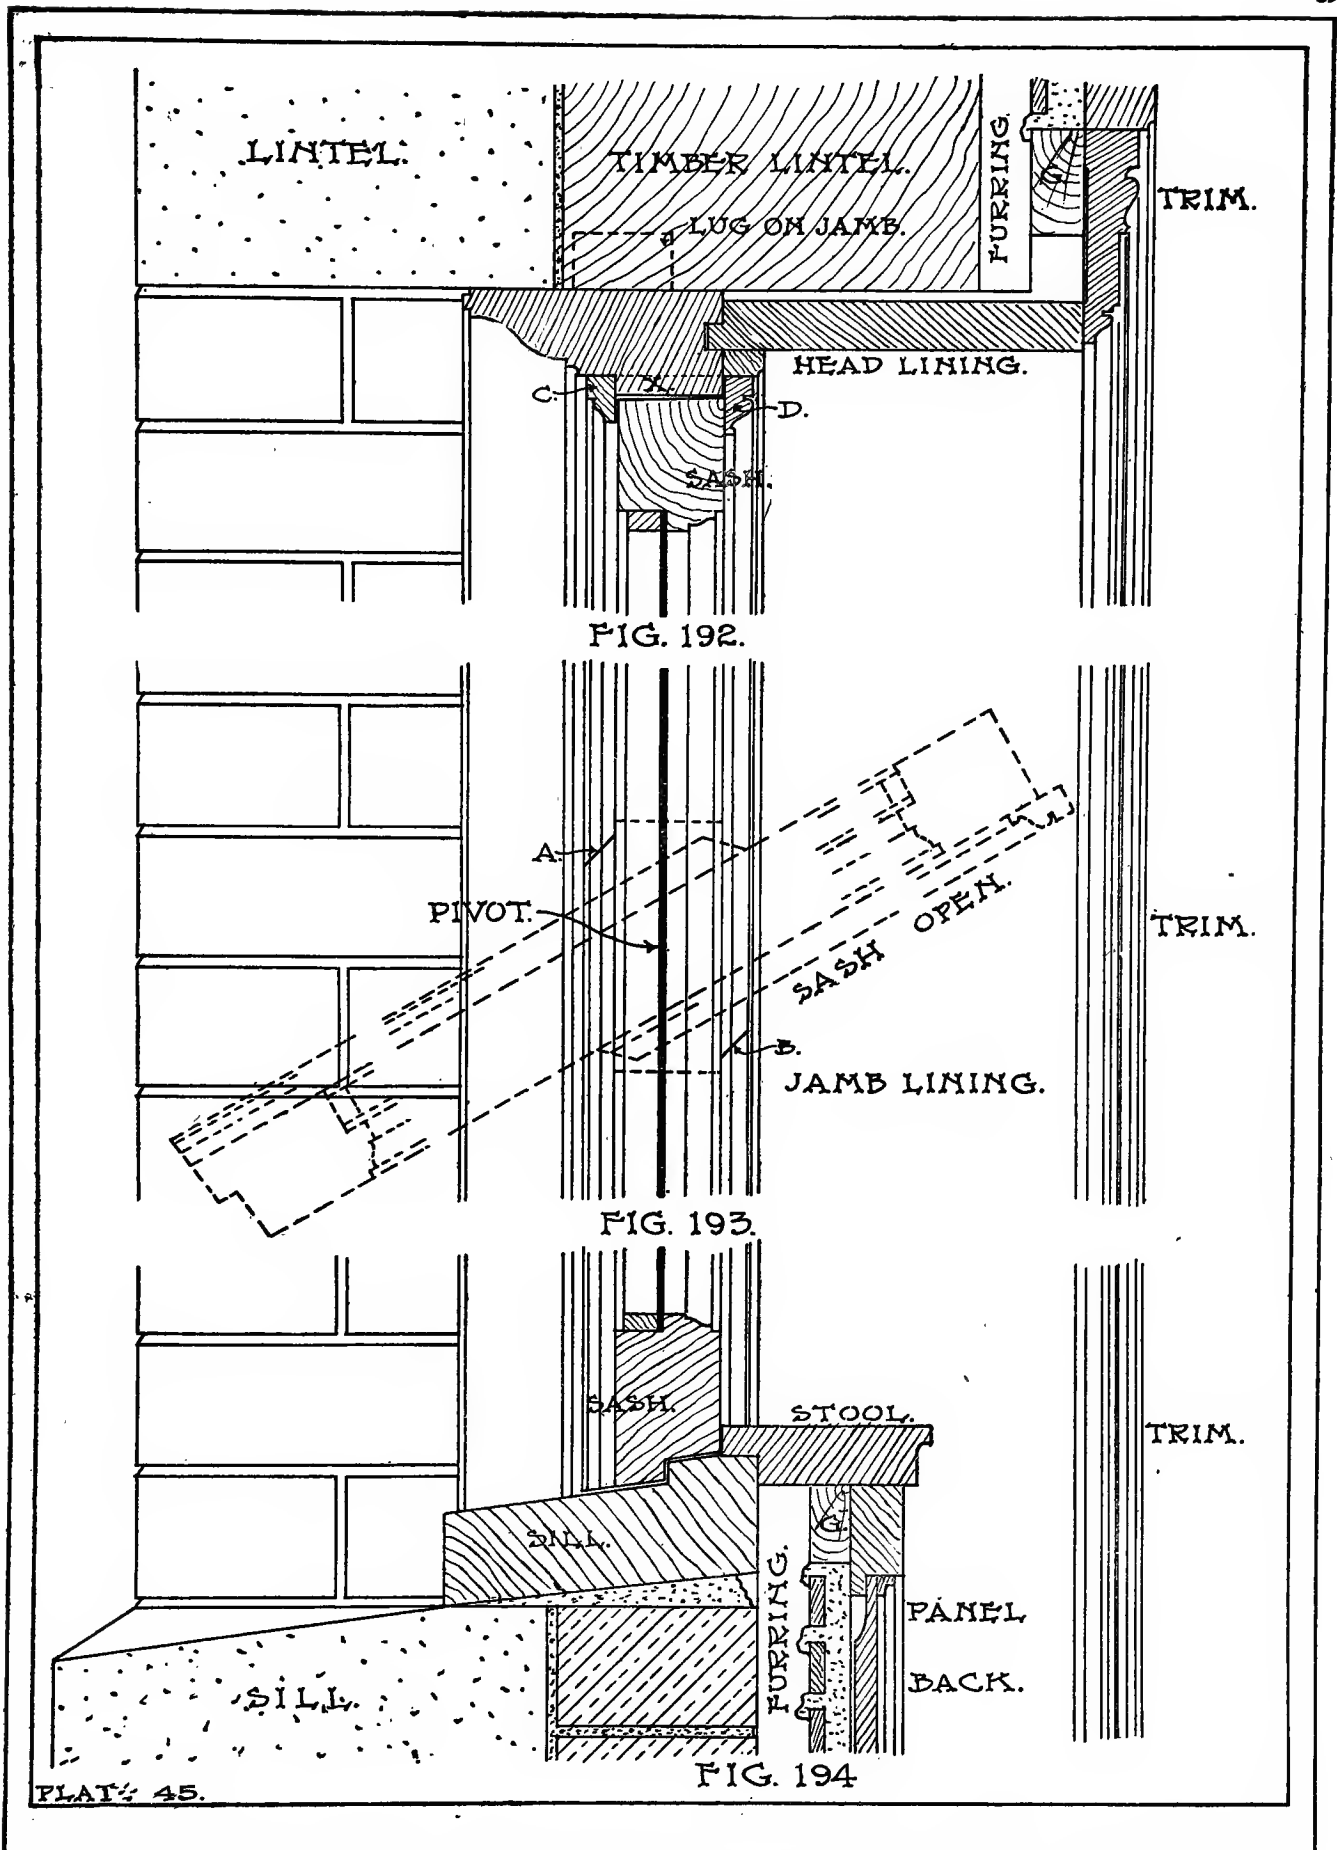 LINTEL.
TIMBER LINTEL.
FURRING
G.
TRIM.
LUG ON JAMB.
HEAD LINING.
C.
X.
D.
SASH.
FIG. 192.
A.
PIVOT.
SASH OPEN.
TRIM.
B.
JAMB LINING.
FIG. 193.
SASH.
STOOL.
TRIM.
SILL.
G.
FURRING.
PANEL
BACK.
SILL.
FIG. 194
PLATE 45.